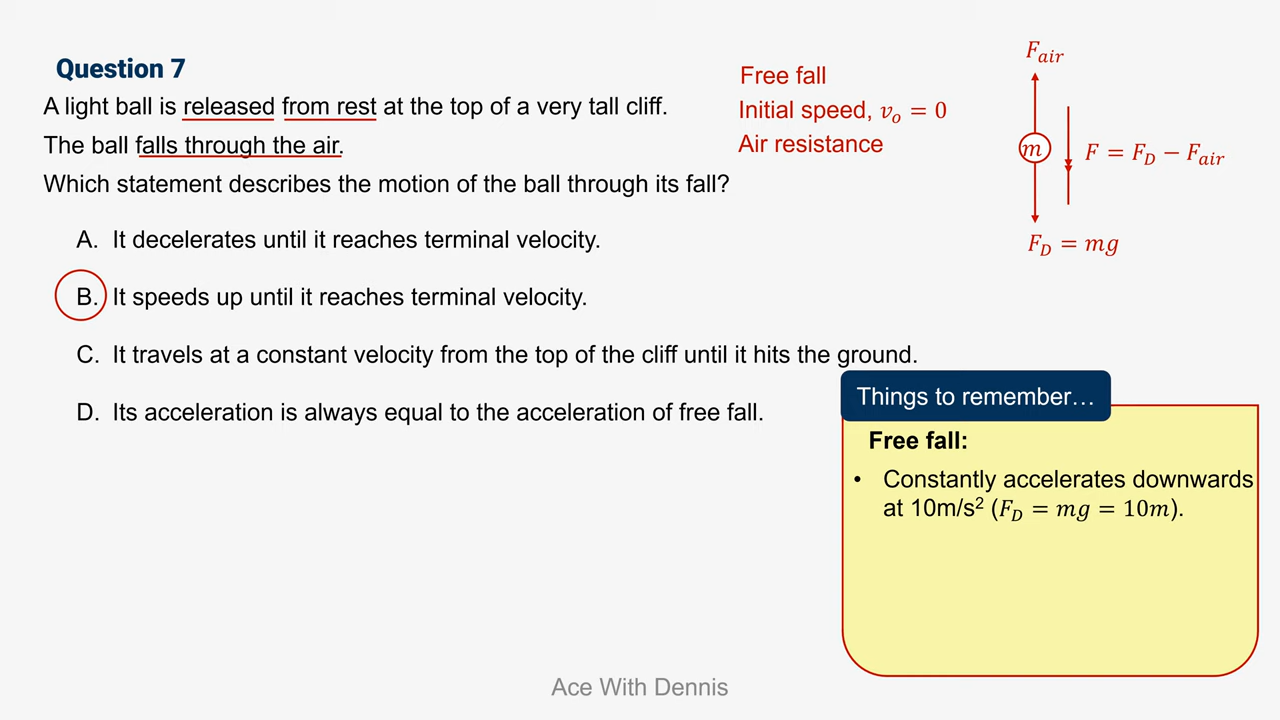 Question 7
A light ball is released from rest at the top of a very tall cliff.
The ball falls through the air.
Which statement describes the motion of the ball through its fall?
A. It decelerates until it reaches terminal velocity.
B. It speeds up until it reaches terminal velocity.
C. It travels at a constant velocity from the top of the cliff until it hits the ground.
D. Its acceleration is always equal to the acceleration of free fall.
Free fall
Initial speed, vₒ = 0
Air resistance
F_air
m
F = F_D − F_air
F_D = mg
Things to remember…
Free fall:
• Constantly accelerates downwards
at 10m/s² (F_D = mg = 10m).
Ace With Dennis